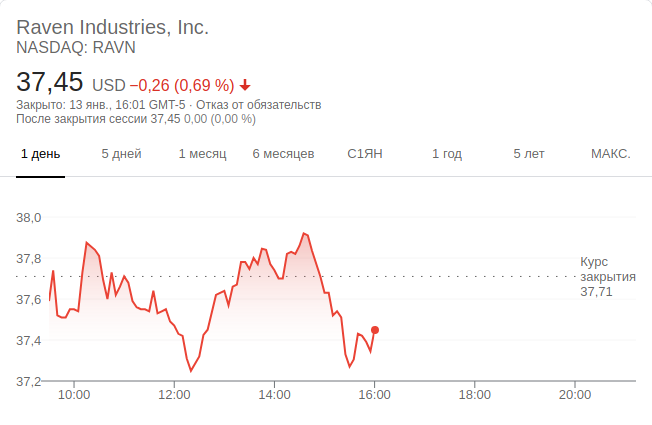 Raven Industries, Inc.
NASDAQ: RAVN
37,45 USD −0,26 (0,69 %)
Закрыто: 13 янв., 16:01 GMT-5 · Отказ от обязательств
После закрытия сессии 37,45 0,00 (0,00 %)
1 день 5 дней 1 месяц 6 месяцев С1ЯН 1 год 5 лет МАКС.
38,0
37,8
37,6
37,4
37,2
Курс
закрытия
37,71
10:00 12:00 14:00 16:00 18:00 20:00